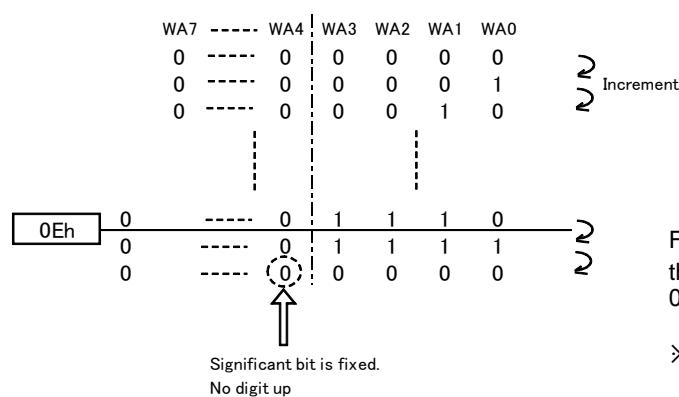 WA7 ----- WA4 WA3 WA2 WA1 WA0
0 ----- 0 0 0 0 0
0 ----- 0 0 0 0 1
0 ----- 0 0 0 1 0
Increment
0Eh
0 ----- 0 1 1 1 0
0 ----- 0 1 1 1 1
0 ----- 0 0 0 0 0
Significant bit is fixed.
No digit up
※